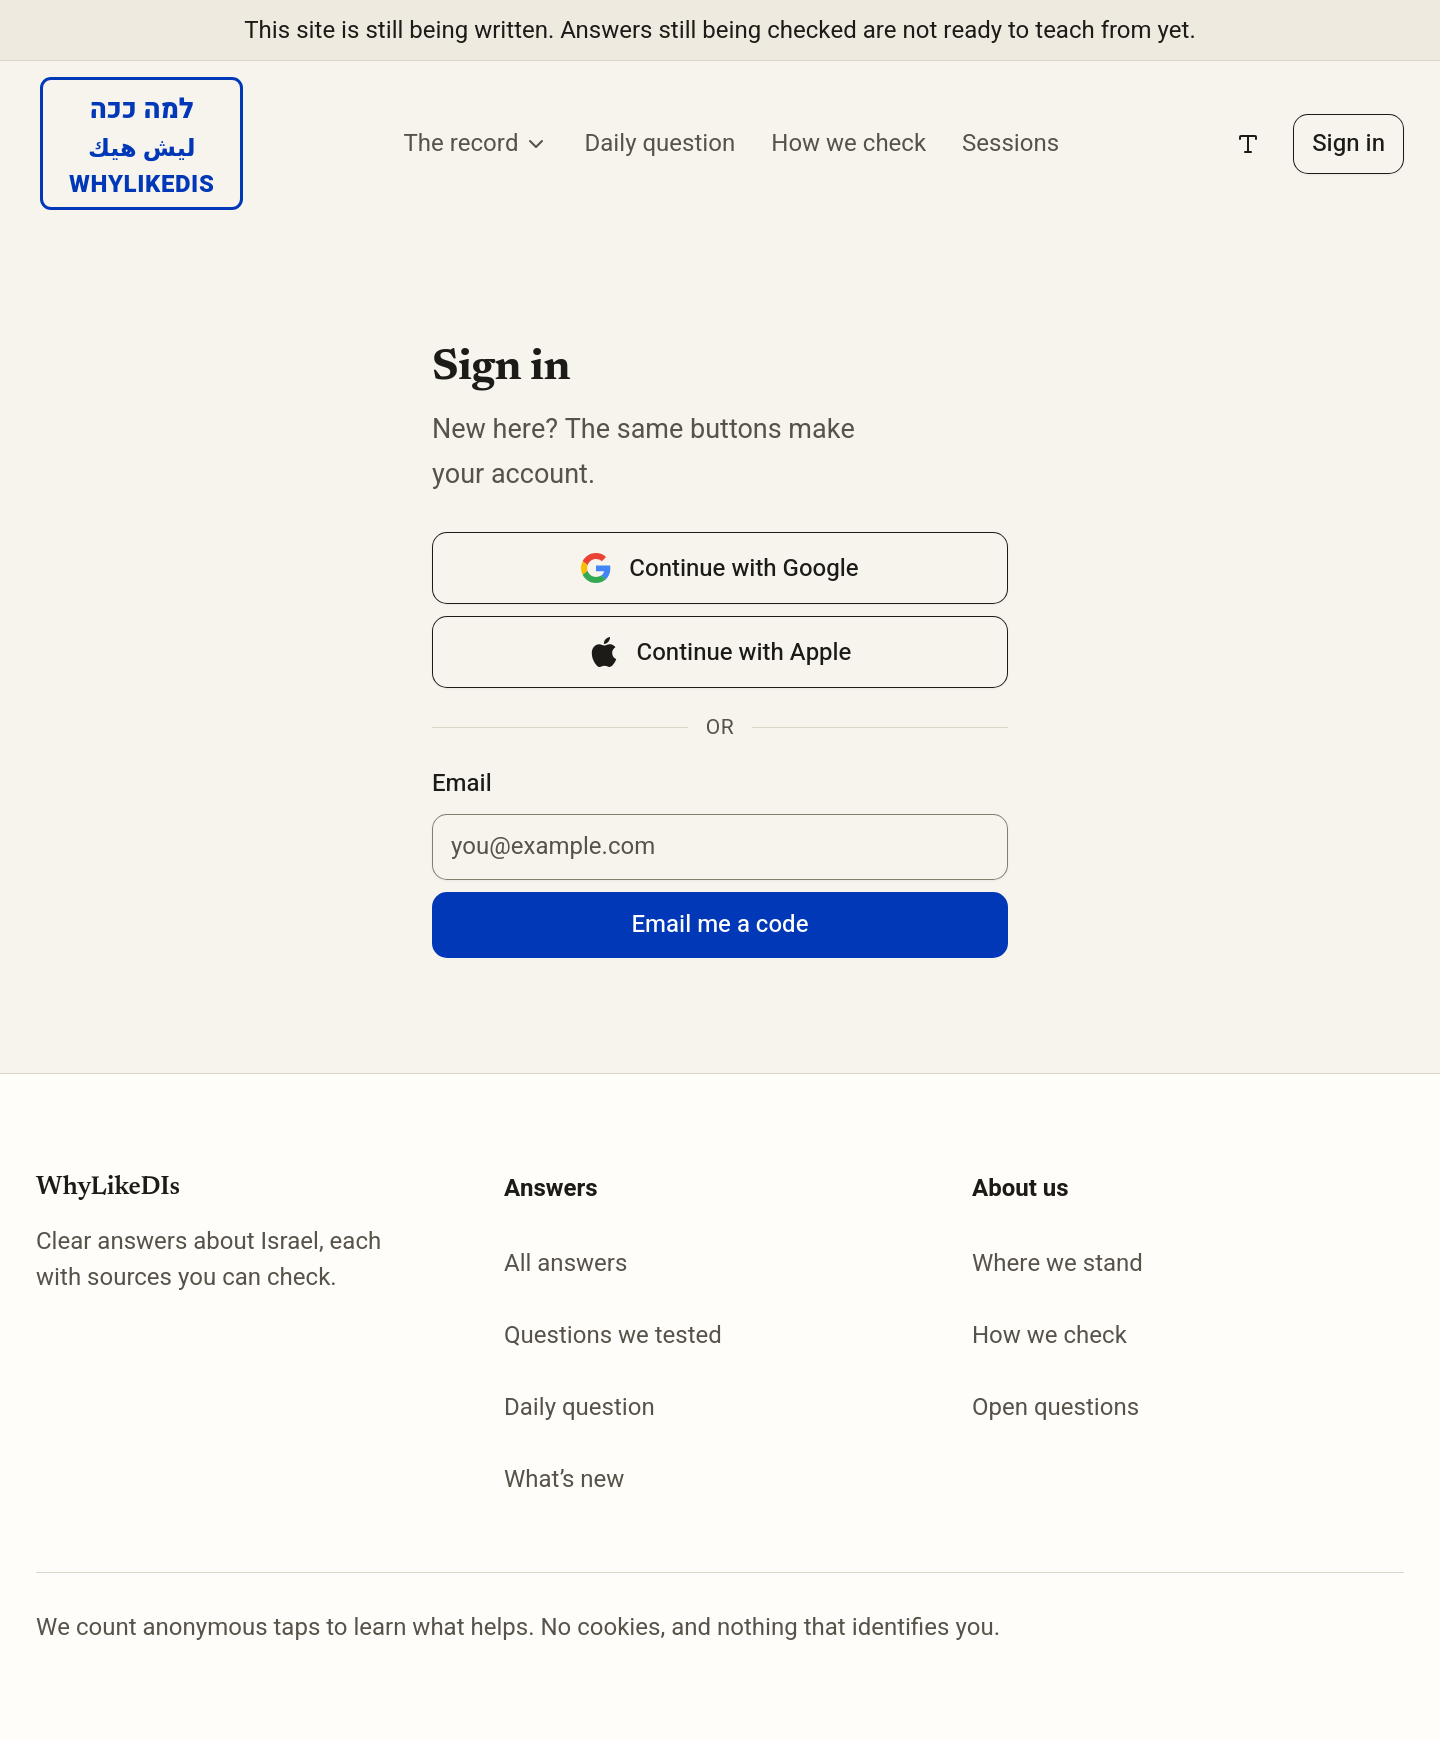 This site is still being written. Answers still being checked are not ready to teach from yet.
למה ככה
ليش هيك
WHYLIKEDIS
The record
Daily question
How we check
Sessions
Sign in
Sign in
New here? The same buttons make
your account.
Continue with Google
Continue with Apple
OR
Email
you@example.com
Email me a code
WhyLikeDIs
Clear answers about Israel, each
with sources you can check.
Answers
All answers
Questions we tested
Daily question
What’s new
About us
Where we stand
How we check
Open questions
We count anonymous taps to learn what helps. No cookies, and nothing that identifies you.